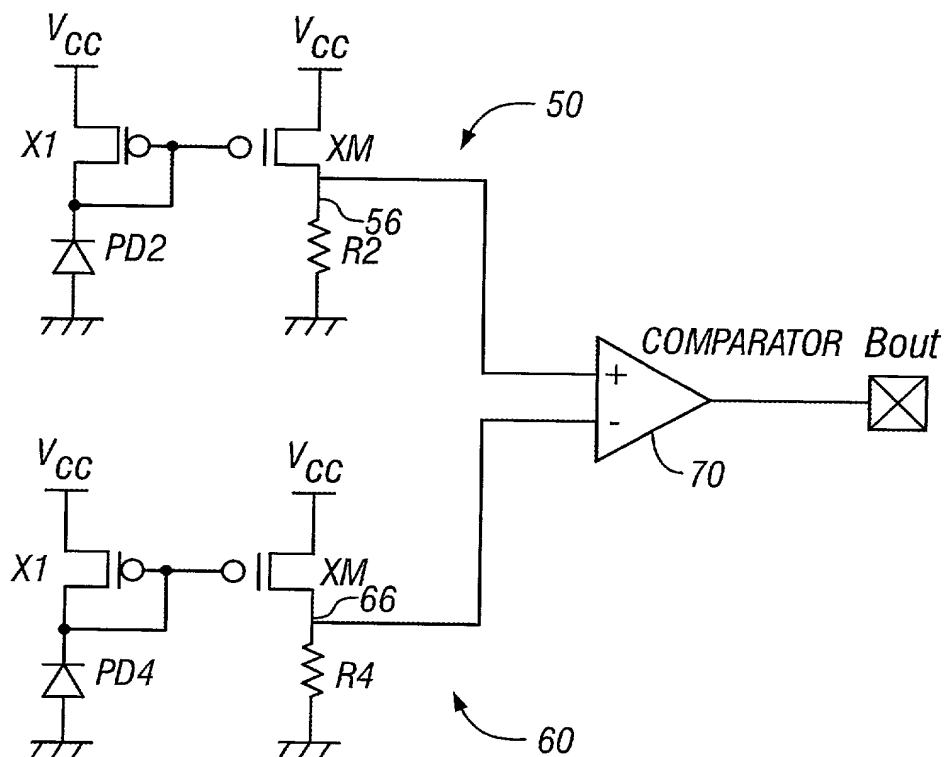 VCC
VCC
50
X1
XM
56
PD2
R2
COMPARATOR
Bout
+
-
70
VCC
VCC
X1
XM
66
PD4
R4
60